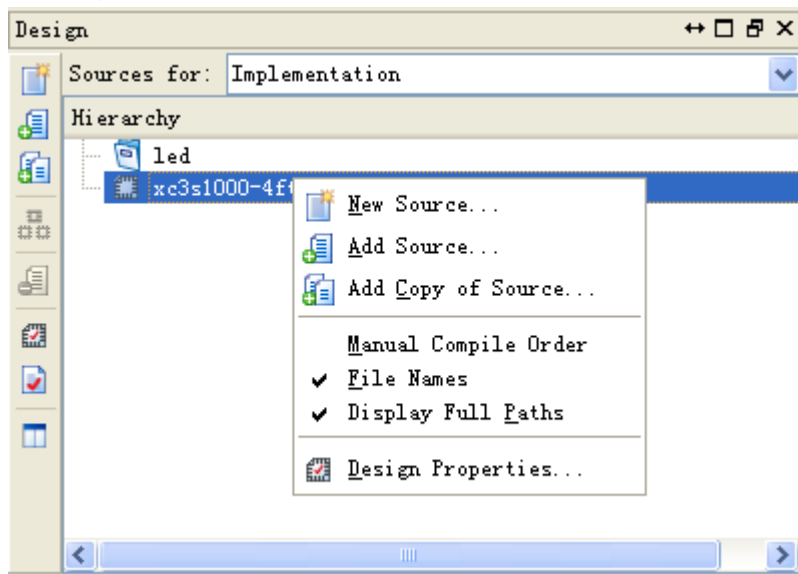 Design
Sources for: Implementation
Hierarchy
led
xc3s1000-4f
New Source...
Add Source...
Add Copy of Source...
Manual Compile Order
File Names
Display Full Paths
Design Properties...